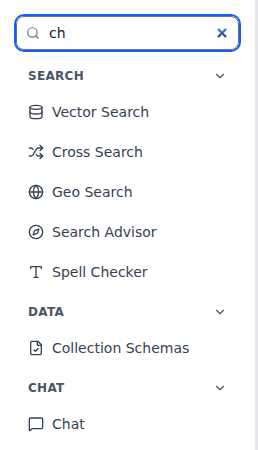 ch
SEARCH
Vector Search
Cross Search
Geo Search
Search Advisor
Spell Checker
DATA
Collection Schemas
CHAT
Chat